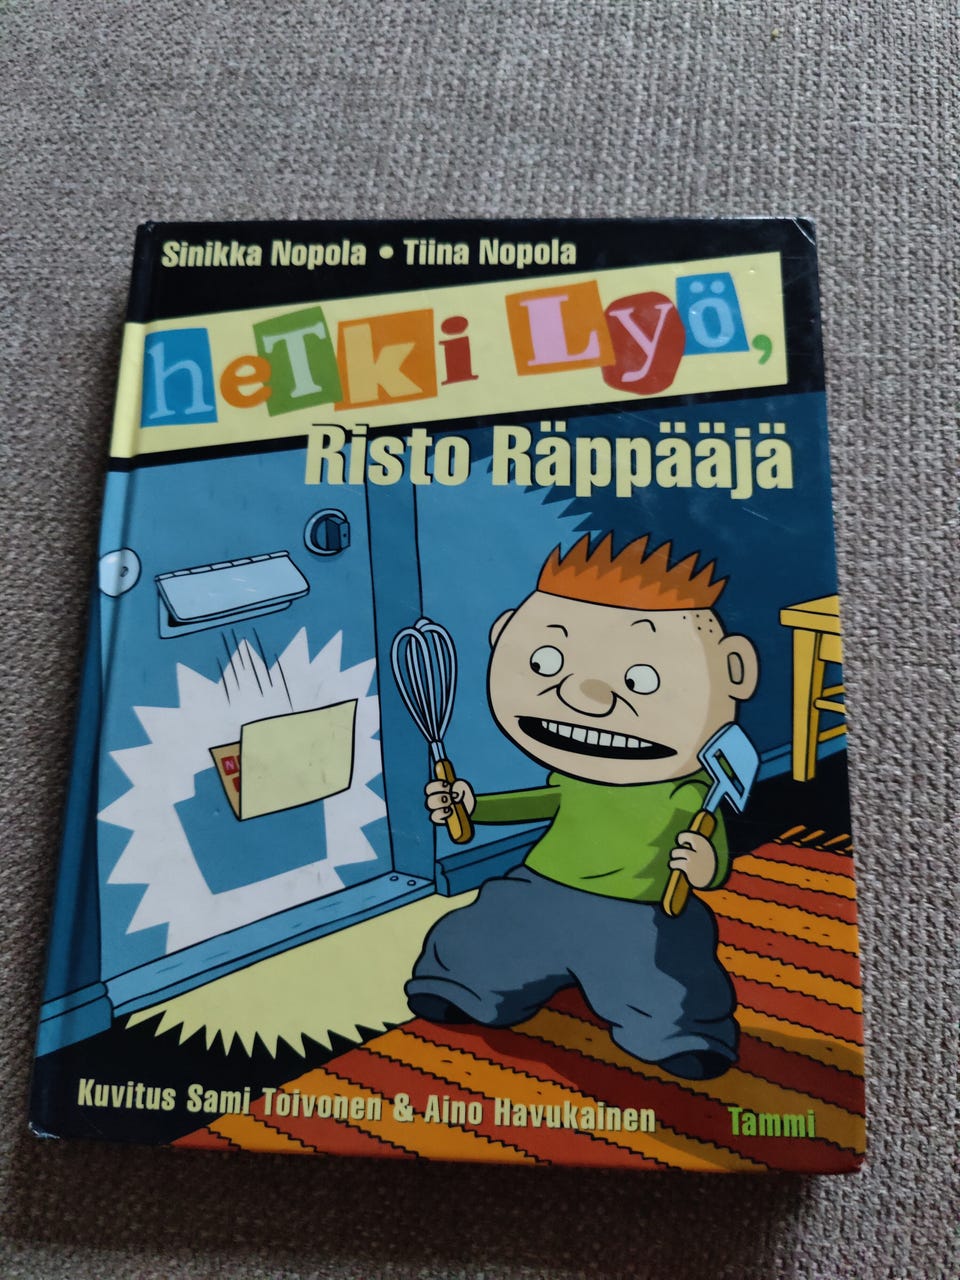 Sinikka Nopola • Tiina Nopola
heTki Lyö,
Risto Räppääjä
N
Kuvitus Sami Toivonen & Aino Havukainen
Tammi